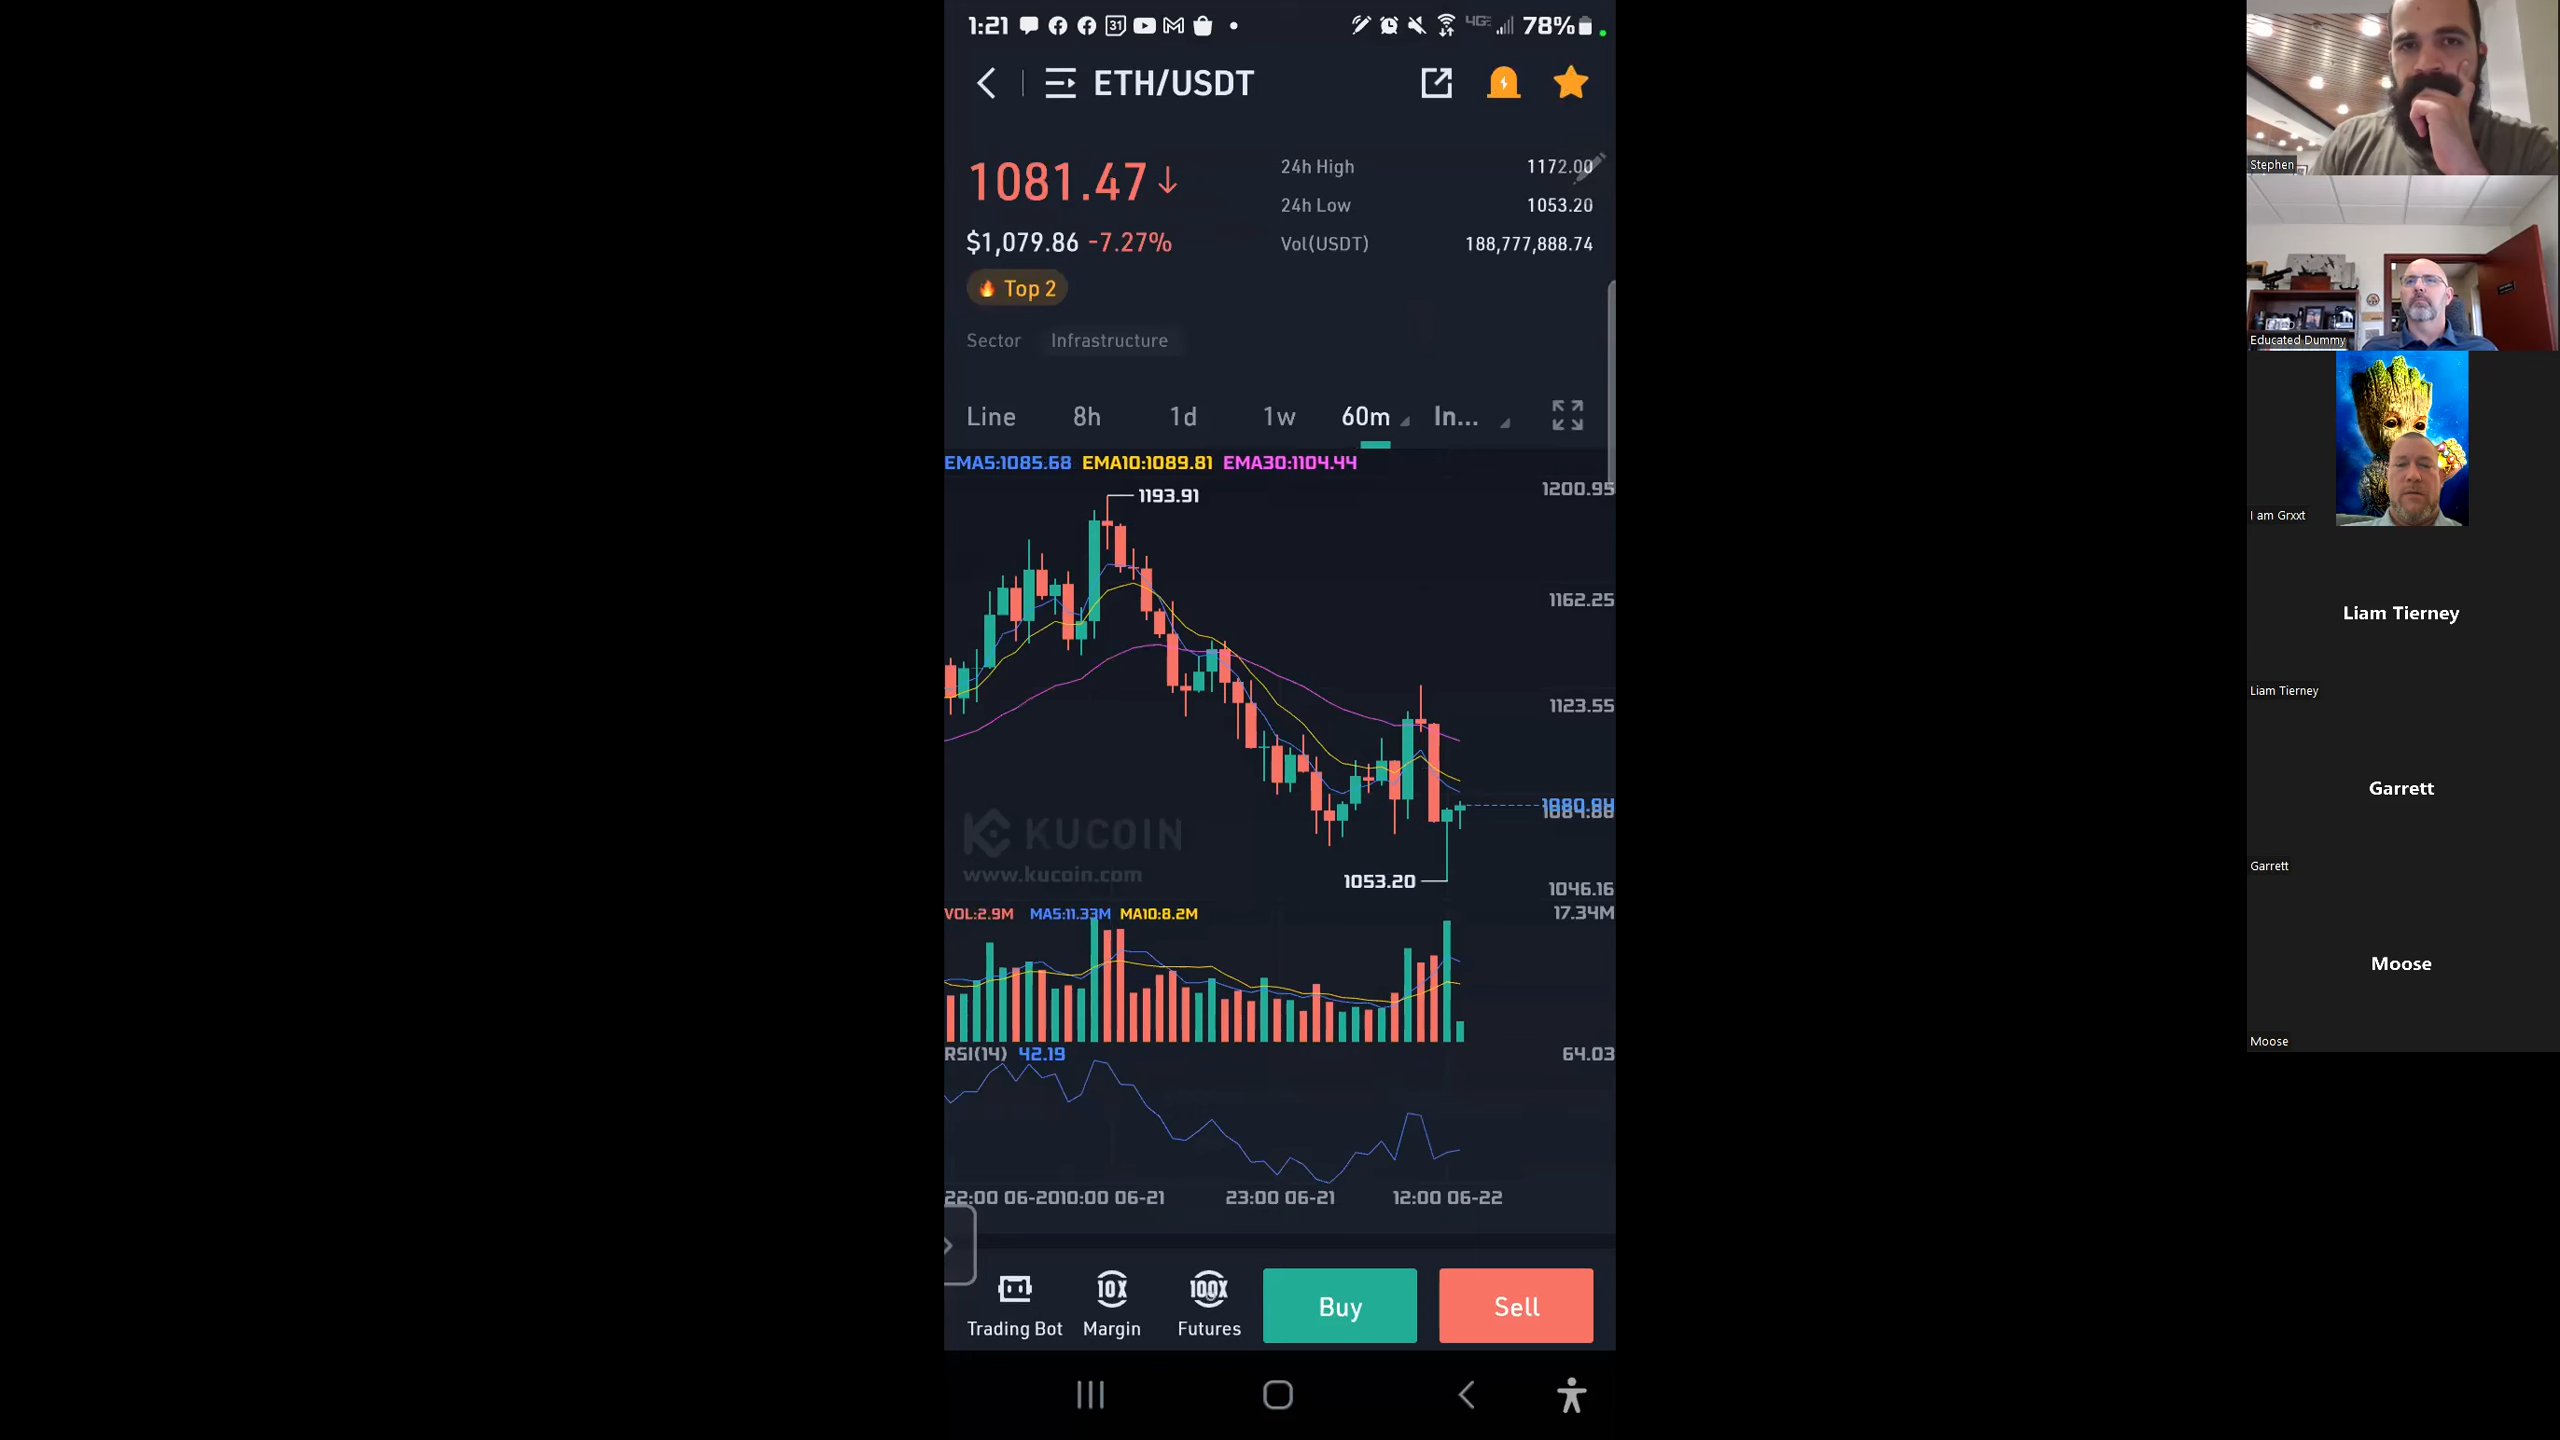 1:21 31 4GE 78%
ETH/USDT
1081.47↓
24h High 1172.00
24h Low 1053.20
$1,079.86 -7.27%
Vol(USDT) 188,777,888.74
Top 2
Sector Infrastructure
Line 8h 1d 1w 60m In...
EMA5:1085.68 EMA10:1089.81 EMA30:1104.44
1200.95
1193.91
1162.25
1123.55
KUCOIN
www.kucoin.com
1053.20
1046.16
VOL:2.9M MA5:11.33M MA10:8.2M 17.34M
RSI(14) 42.19 64.03
22:00 06-2010:00 06-21 23:00 06-21 12:00 06-22
10X
100X
Trading Bot Margin Futures Buy Sell
Stephen
Educated Dummy
I am Grxxt
Liam Tierney
Liam Tierney
Garrett
Garrett
Moose
Moose